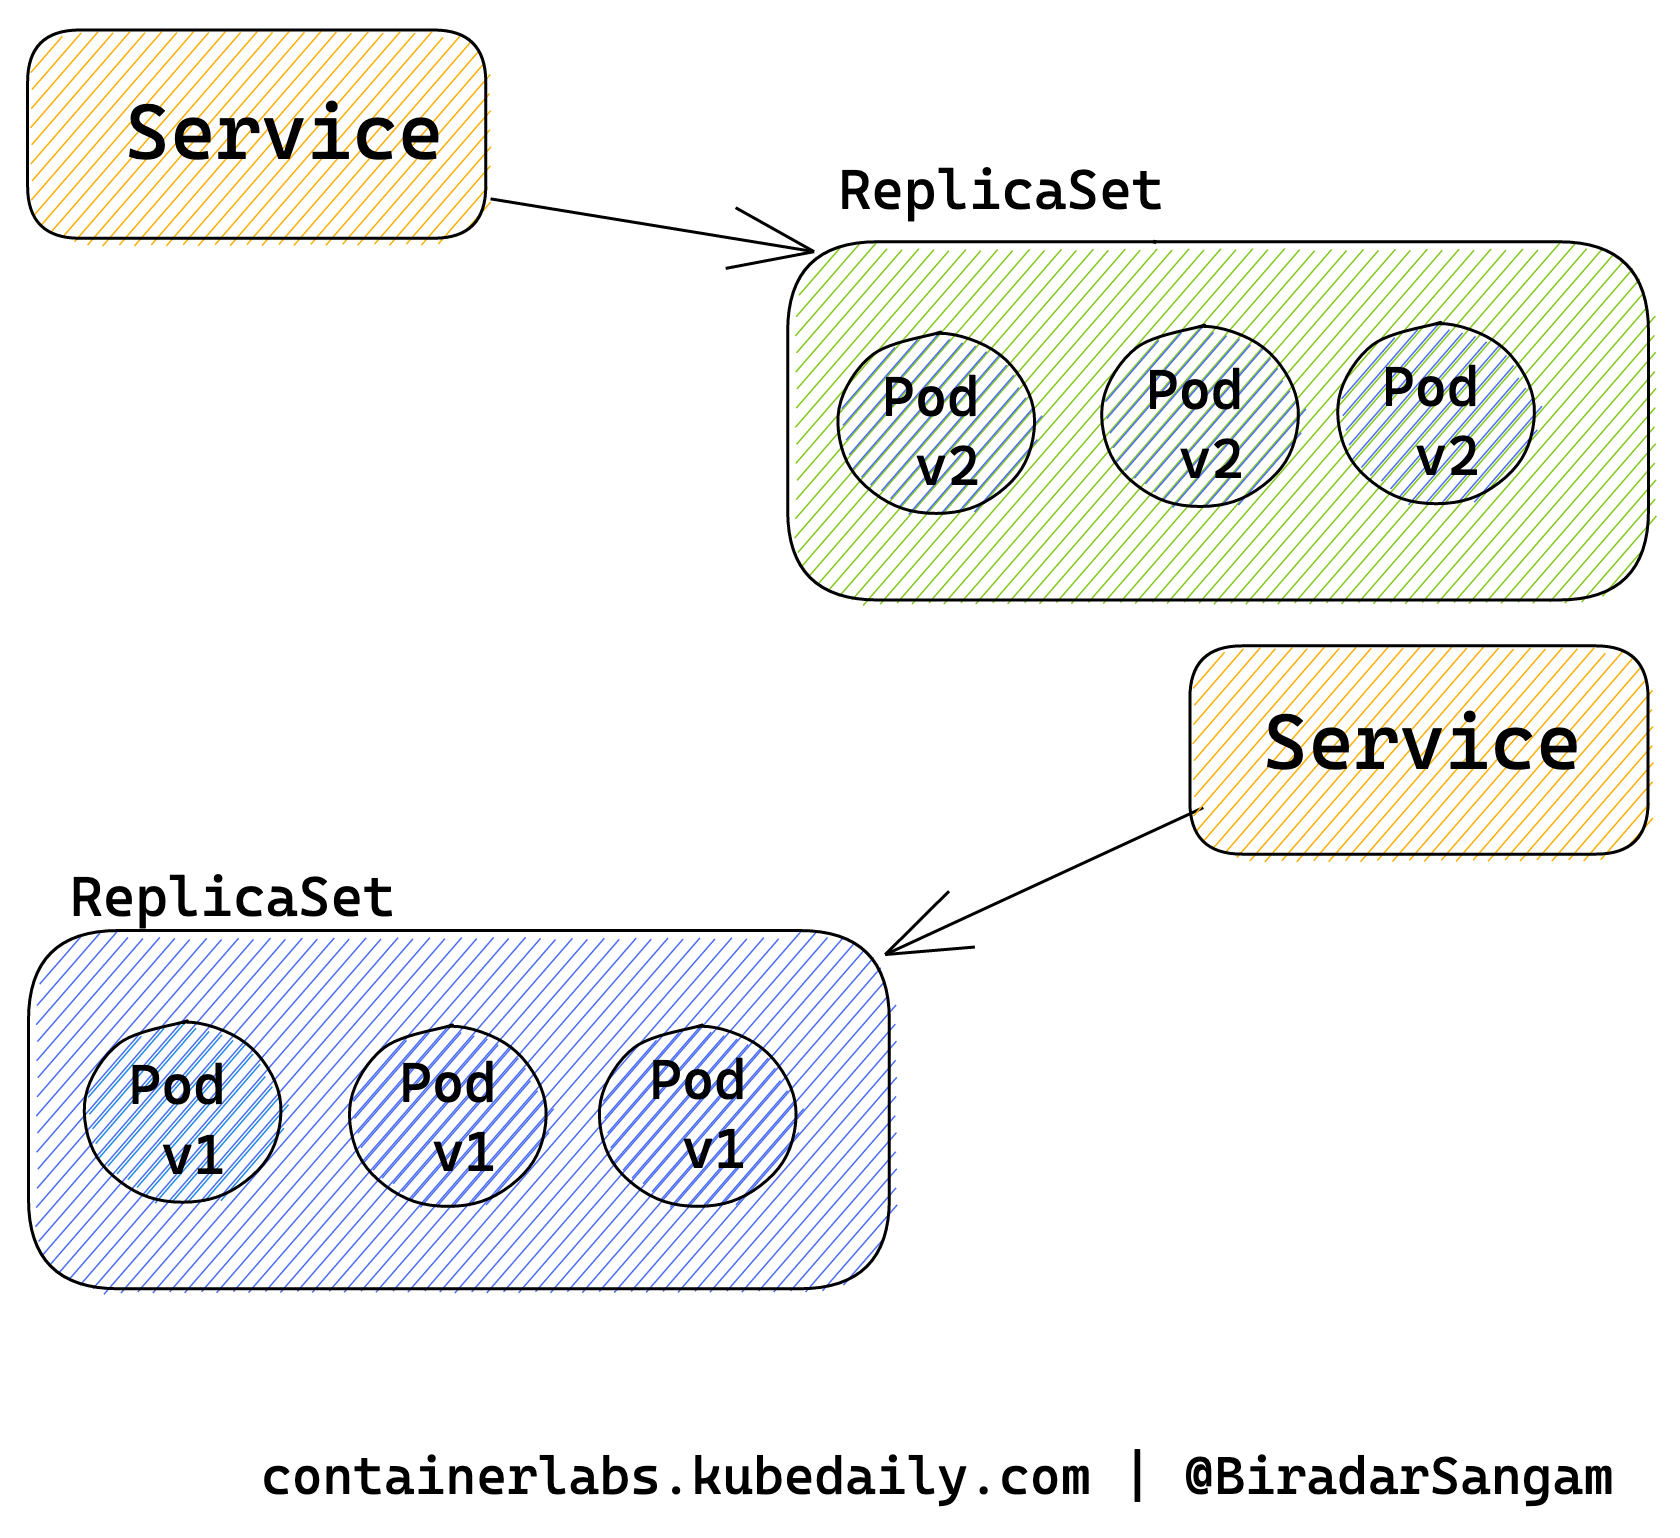 Service
ReplicaSet
Pod
v2
Pod
v2
Pod
v2
Service
ReplicaSet
Pod
v1
Pod
v1
Pod
v1
containerlabs.kubedaily.com | @BiradarSangam